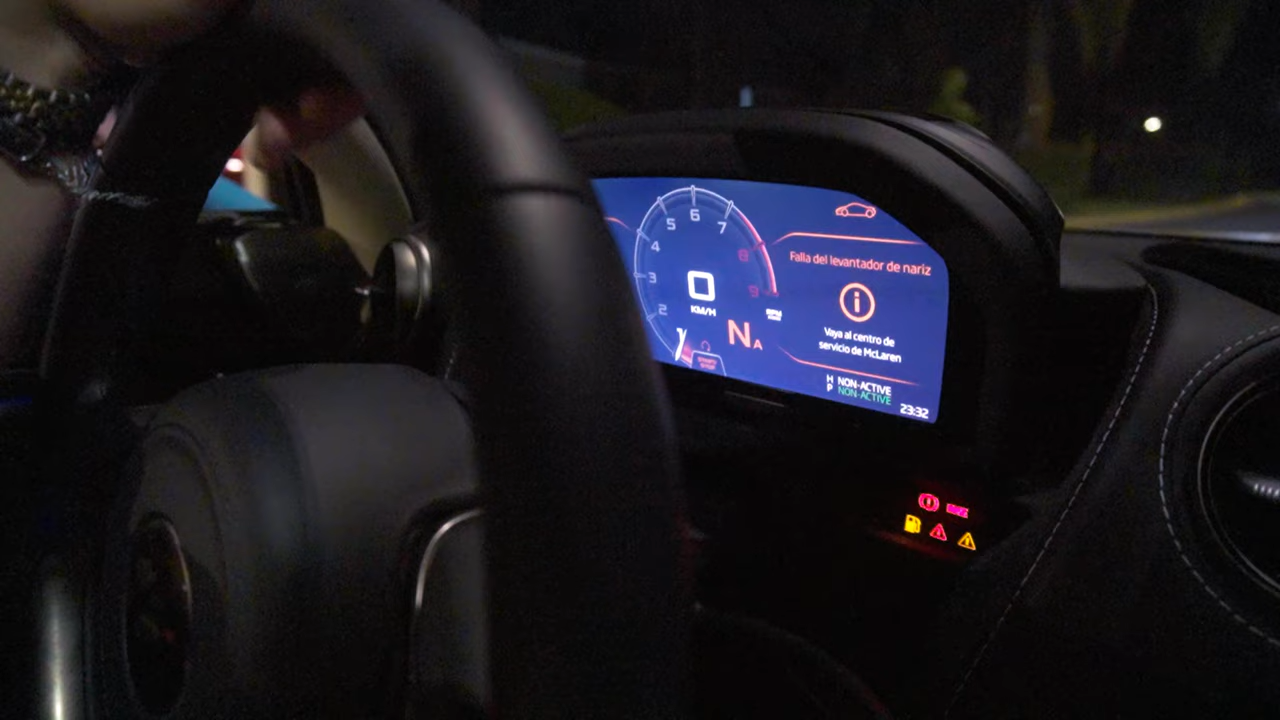 6
5
7
4
8
3
9
2
1
0
KM/H
N A
Falla del levantador de nariz
Vaya al centro de
servicio de McLaren
H NON-ACTIVE
P NON-ACTIVE
23:32